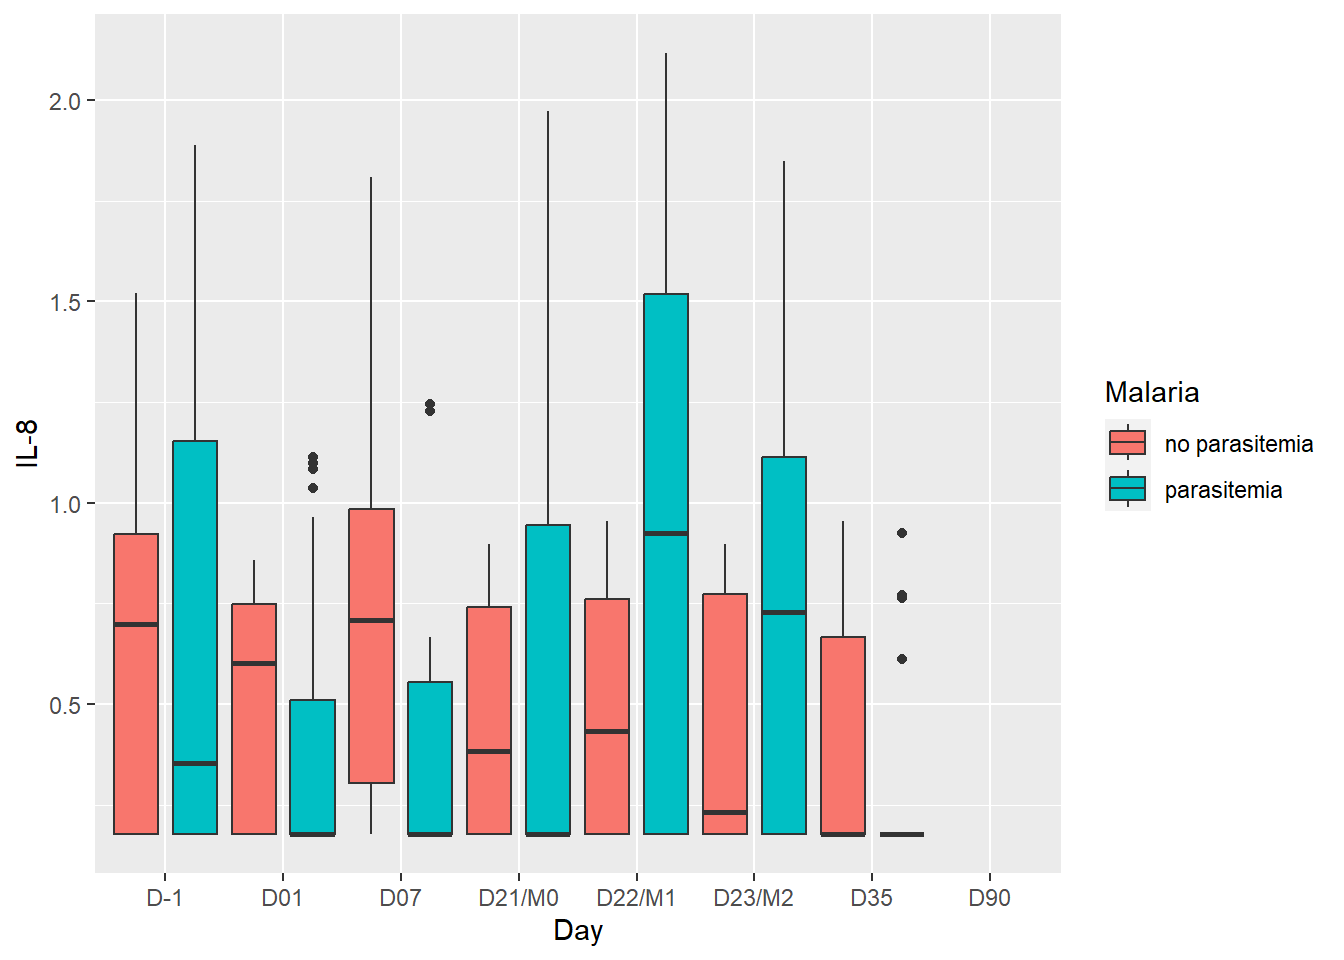 2.0
1.5
1.0
0.5
IL-8
D-1 D01 D07 D21/M0 D22/M1 D23/M2 D35 D90
Day
Malaria
no parasitemia
parasitemia